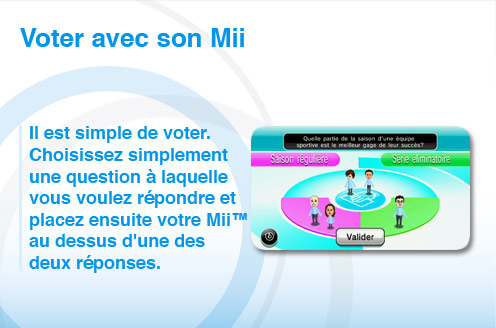 Voter avec son Mii
Il est simple de voter.
Choisissez simplement
une question à laquelle
vous voulez répondre et
placez ensuite votre Mii™
au dessus d'une des
deux réponses.
Quelle partie de la saison d'une équipe
sportive est le meilleur gage de leur succès?
Saison régulière
Série éliminatoire
Valider